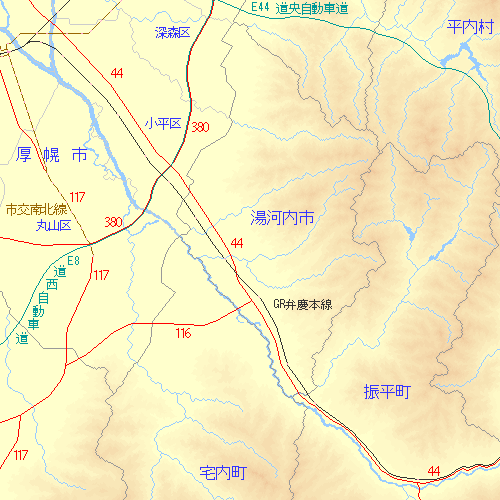 E44 道央自動車道
深森区
平内村
44
小平区
380
厚幌市
117
市交南北線
丸山区
380
湯河内市
44
E8
道西自動車道
117
GR弁慶本線
116
振平町
117
宅内町
44